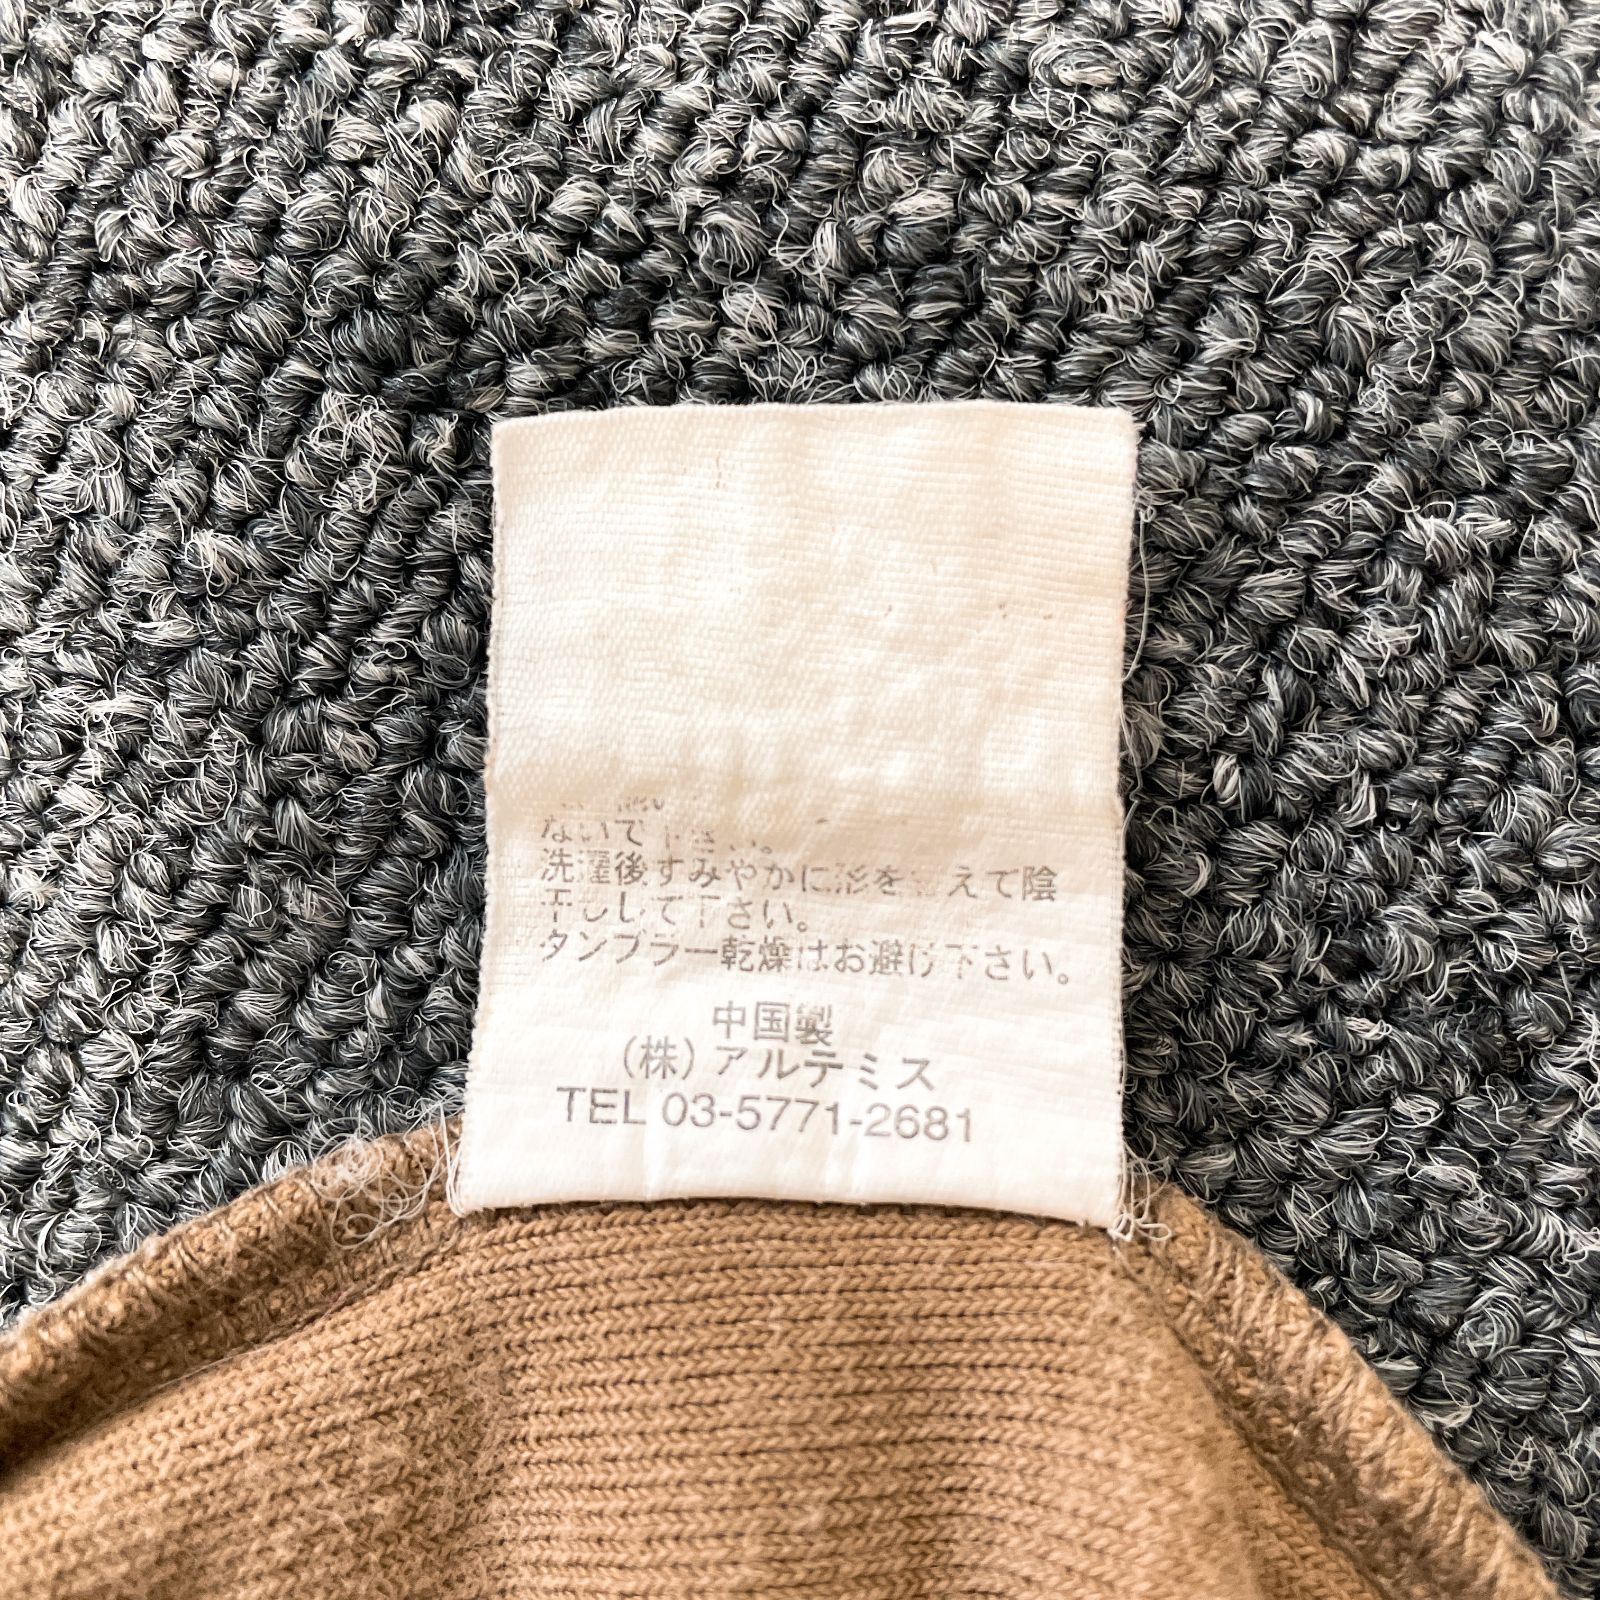 ないで下さい。
洗濯後すみやかに形を整えて陰
干しして下さい。
タンブラー乾燥はお避け下さい。
中国製
(株)アルテミス
TEL 03-5771-2681